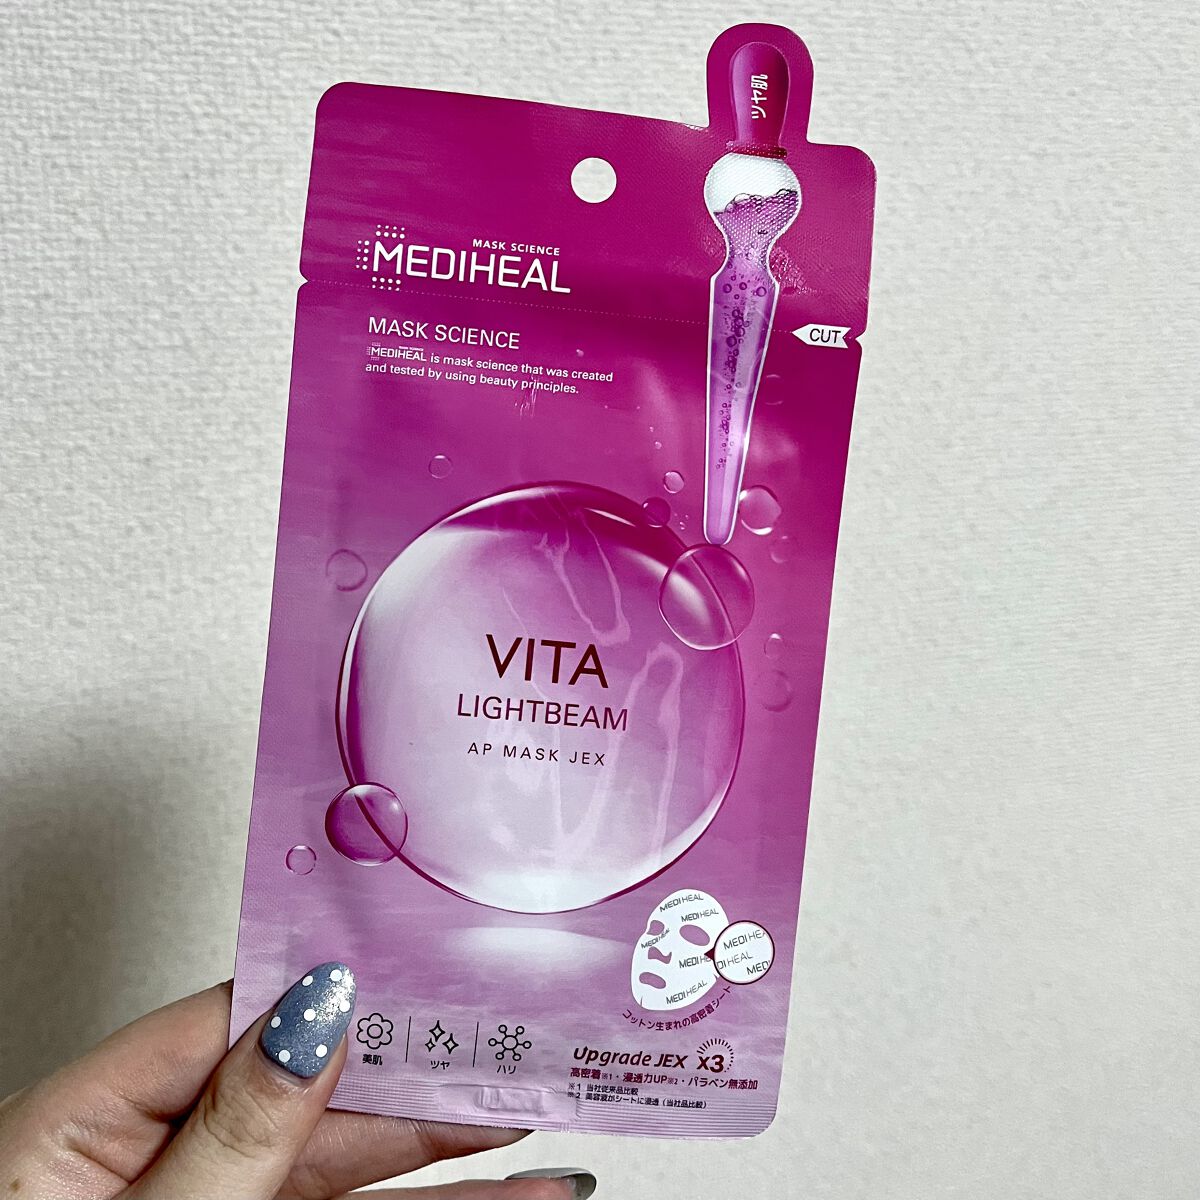 ツヤ肌
MASK SCIENCE
MEDIHEAL
CUT
MASK SCIENCE
MEDIHEAL is mask science that was created
and tested by using beauty principles.
VITA
LIGHTBEAM
AP MASK JEX
MEDIHEAL
MEDIHEAL
MEDIHEAL
MEDIHE
MEDIHEAL
MEDIHEA
DIHEAL
MEDI
コットン生まれの高密着シート
美肌
ツヤ
ハリ
Upgrade JEX X3
高密着※1・浸透力UP※2・パラベン無添加
※1 当社従来品比較
※2 美容液がシートに浸透（当社品比較）